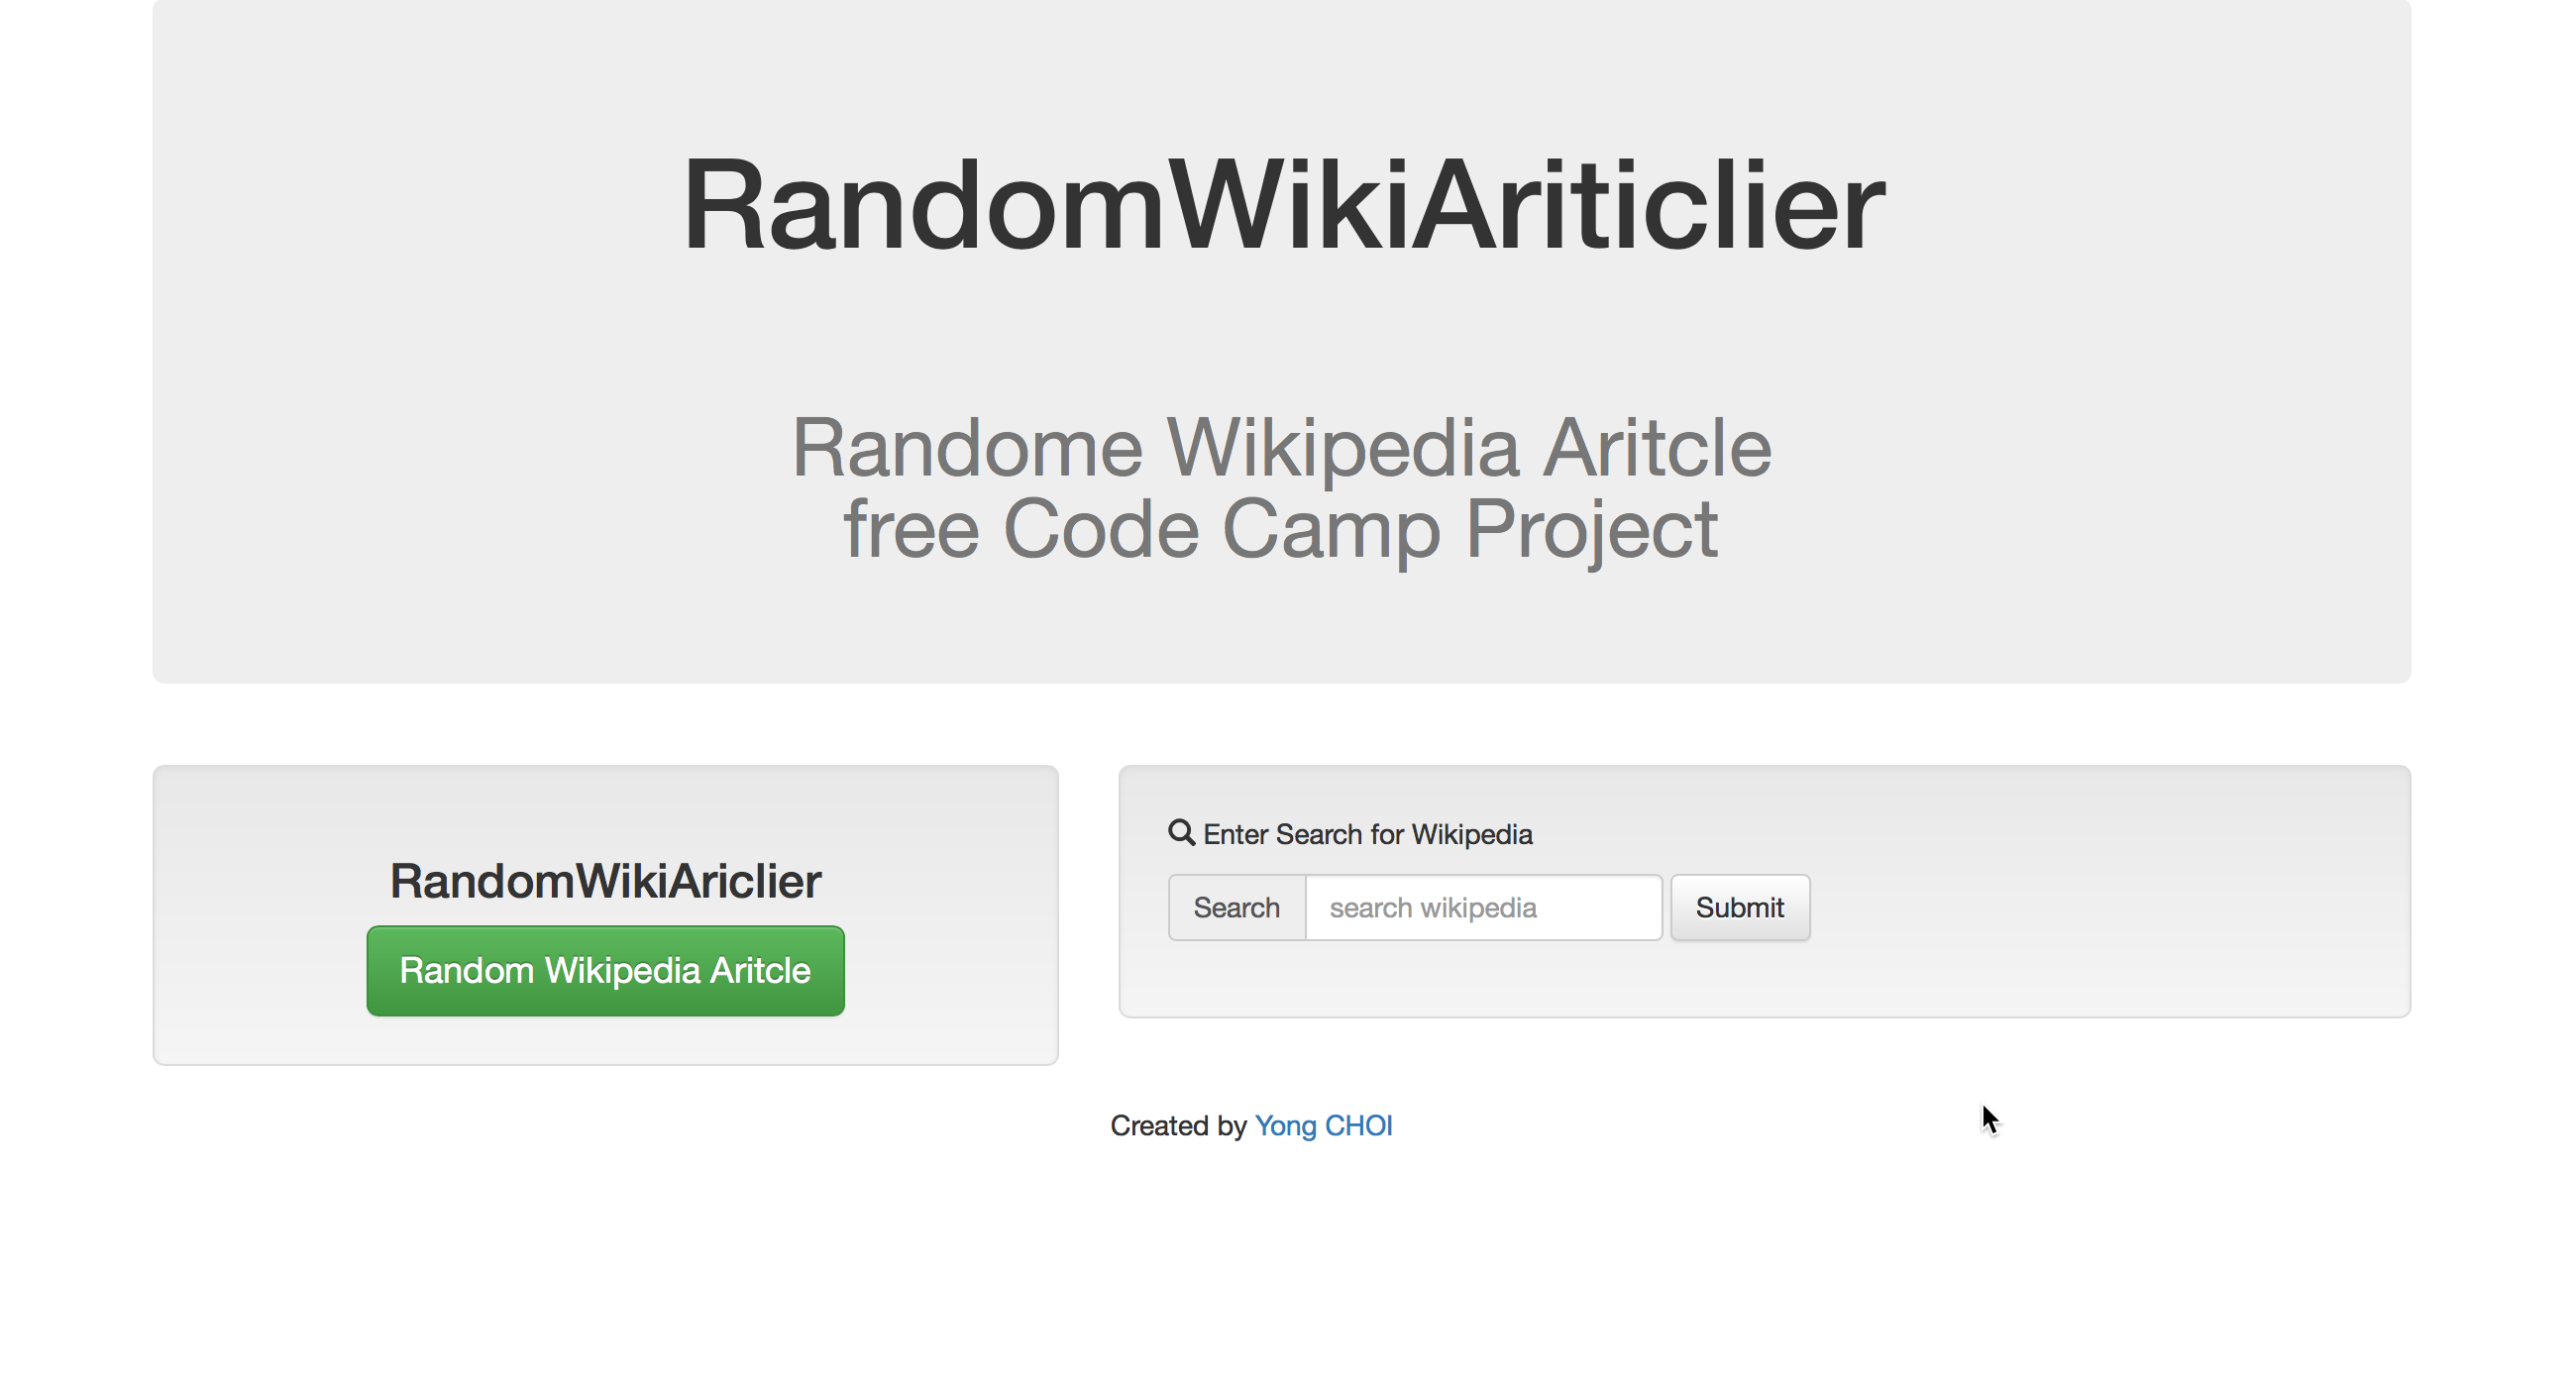 RandomWikiAriticlier
Randome Wikipedia Aritcle
free Code Camp Project
RandomWikiAriclier
Random Wikipedia Aritcle
Enter Search for Wikipedia
Search search wikipedia Submit
Created by Yong CHOI